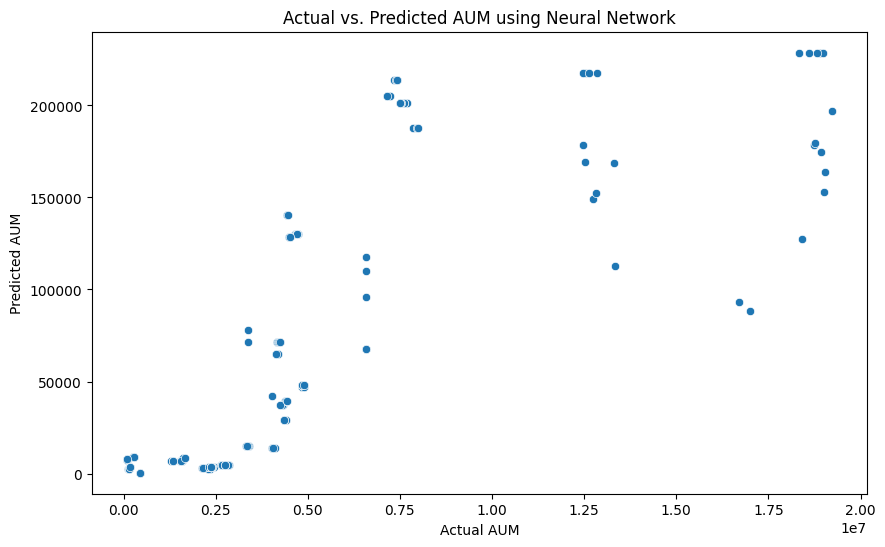 Actual vs. Predicted AUM using Neural Network
Predicted AUM
200000
150000
100000
50000
0
0.00 0.25 0.50 0.75 1.00 1.25 1.50 1.75 2.00
1e7
Actual AUM